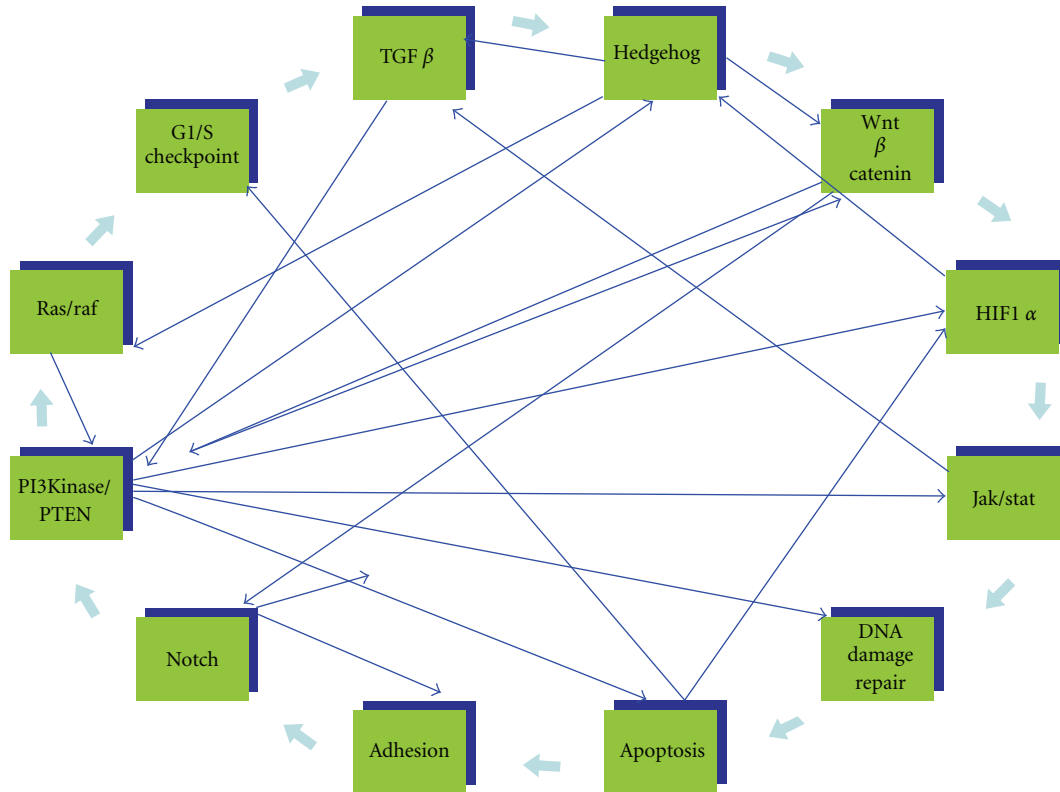 TGF β
Hedgehog
G1/S
checkpoint
Wnt
β
catenin
Ras/raf
HIF1 α
PI3Kinase/
PTEN
Jak/stat
Notch
DNA
damage
repair
Adhesion
Apoptosis